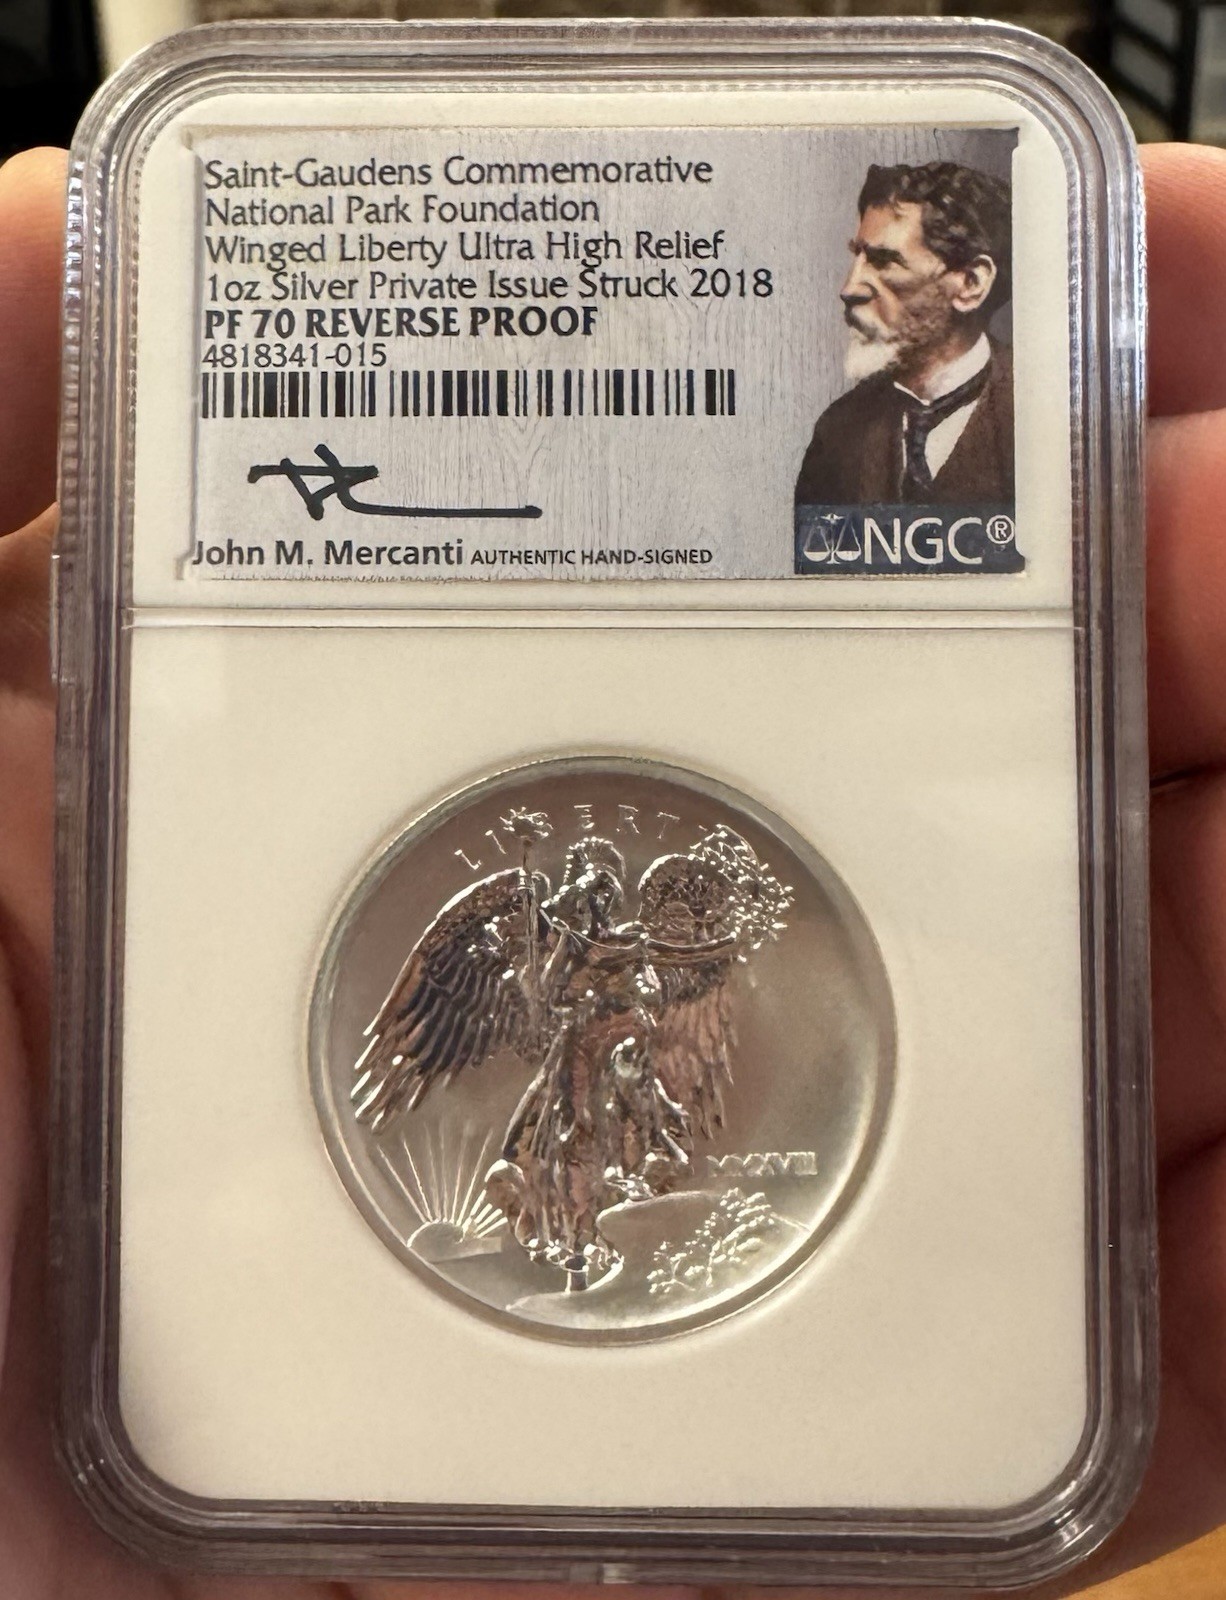 Saint-Gaudens Commemorative
National Park Foundation
Winged Liberty Ultra High Relief
1oz Silver Private Issue Struck 2018
PF 70 REVERSE PROOF
4818341-015
John M. Mercanti AUTHENTIC HAND-SIGNED
NGC®
LIBERTY